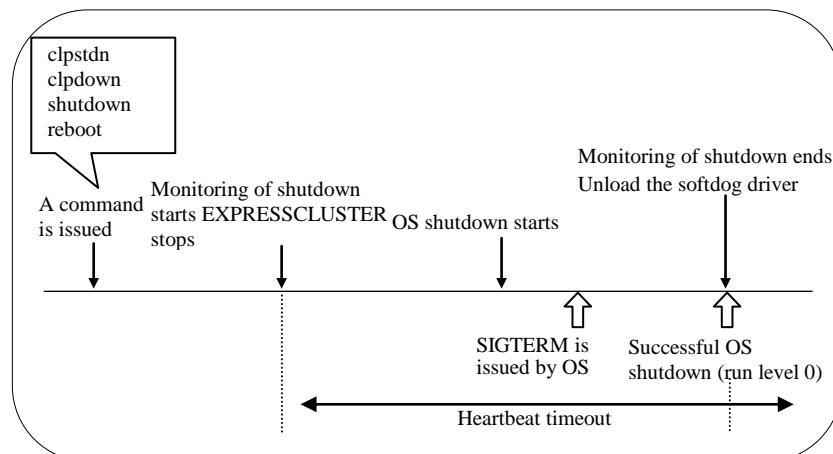 clpstdn
clpdown
shutdown
reboot
A command
is issued
Monitoring of shutdown
starts EXPRESSCLUSTER
stops
OS shutdown starts
Monitoring of shutdown ends
Unload the softdog driver
SIGTERM is
issued by OS
Successful OS
shutdown (run level 0)
Heartbeat timeout